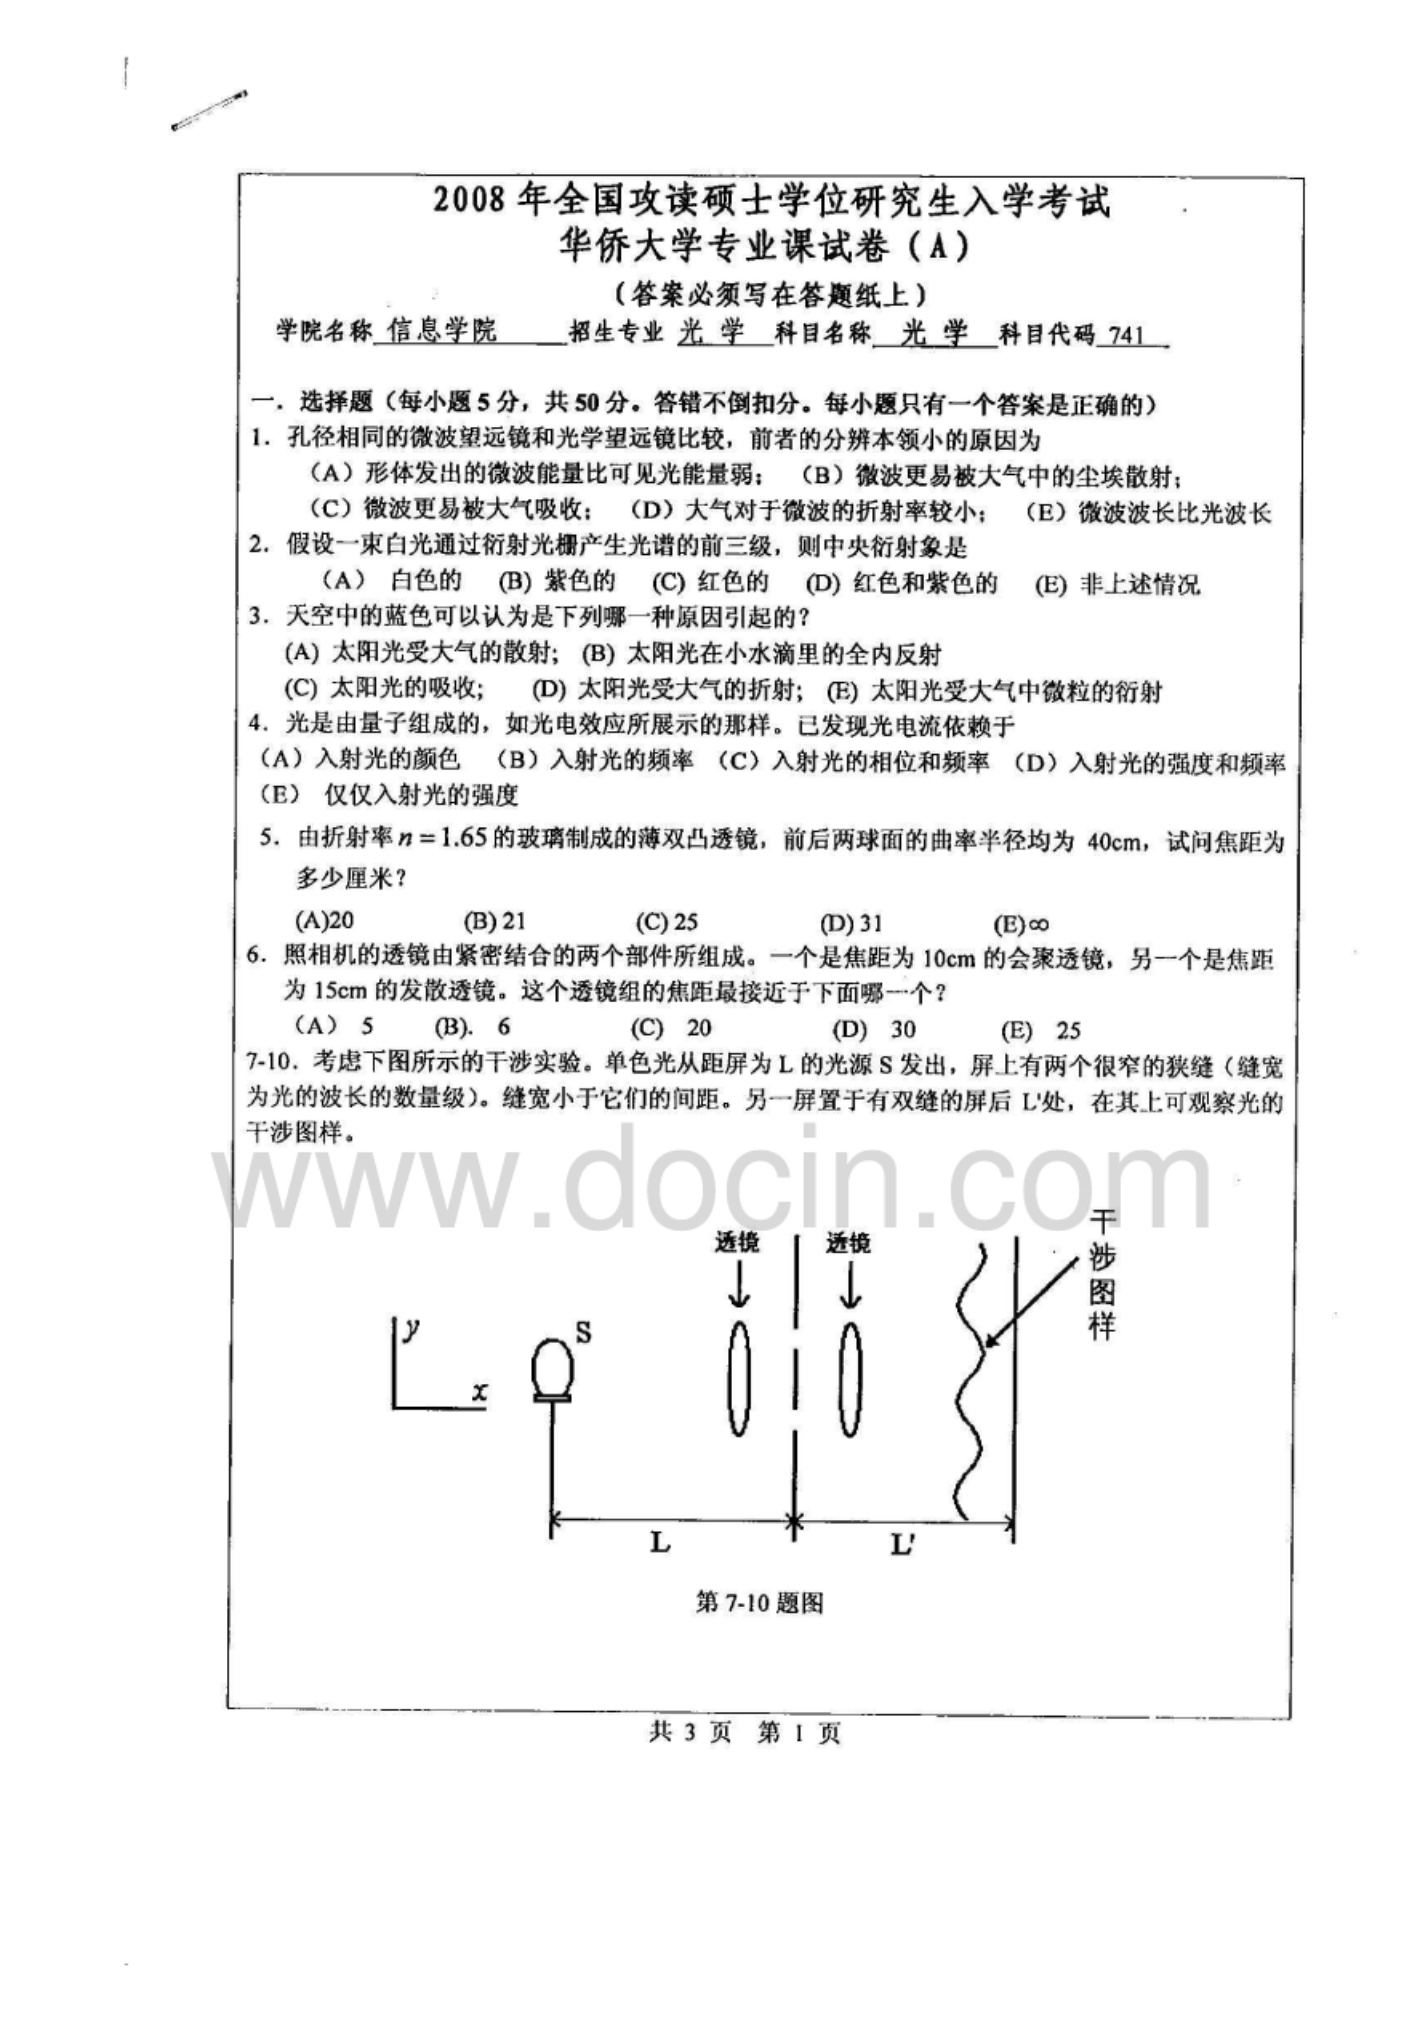 2008 年全国攻读硕士学位研究生入学考试
华侨大学专业课试卷（A）
（答案必须写在答题纸上）
学院名称 信息学院 招生专业 光 学 科目名称 光 学 科目代码 741
一．选择题（每小题 5 分，共 50 分。答错不倒扣分。每小题只有一个答案是正确的）
1．孔径相同的微波望远镜和光学望远镜比较，前者的分辨本领小的原因为
（A）形体发出的微波能量比可见光能量弱； （B）微波更易被大气中的尘埃散射；
（C）微波更易被大气吸收； （D）大气对于微波的折射率较小； （E）微波波长比光波长
2．假设一束白光通过衍射光栅产生光谱的前三级，则中央衍射象是
（A） 白色的 (B) 紫色的 (C) 红色的 (D) 红色和紫色的 (E) 非上述情况
3．天空中的蓝色可以认为是下列哪一种原因引起的？
(A) 太阳光受大气的散射； (B) 太阳光在小水滴里的全内反射
(C) 太阳光的吸收； (D) 太阳光受大气的折射； (E) 太阳光受大气中微粒的衍射
4．光是由量子组成的，如光电效应所展示的那样。已发现光电流依赖于
（A）入射光的颜色 （B）入射光的频率 （C）入射光的相位和频率 （D）入射光的强度和频率
（E） 仅仅入射光的强度
5．由折射率 n = 1.65 的玻璃制成的薄双凸透镜，前后两球面的曲率半径均为 40cm，试问焦距为
多少厘米？
(A)20 (B) 21 (C) 25 (D) 31 (E)∞
6．照相机的透镜由紧密结合的两个部件所组成。一个是焦距为 10cm 的会聚透镜，另一个是焦距
为 15cm 的发散透镜。这个透镜组的焦距最接近于下面哪一个？
（A） 5 (B). 6 (C) 20 (D) 30 (E) 25
7-10．考虑下图所示的干涉实验。单色光从距屏为 L 的光源 S 发出，屏上有两个很窄的狭缝（缝宽
为光的波长的数量级）。缝宽小于它们的间距。另一屏置于有双缝的屏后 L'处，在其上可观察光的
干涉图样。
www.docin.com
透镜 透镜
干涉图样
y
x
S
L
L'
第 7-10 题图
共 3 页 第 1 页